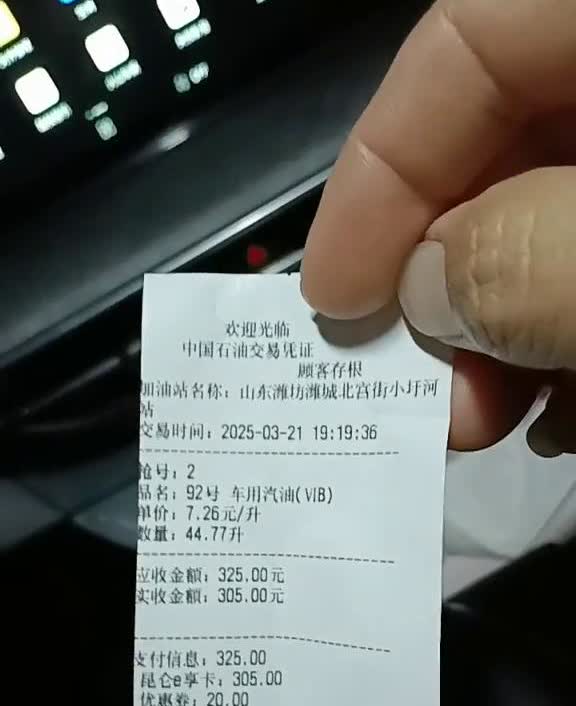 欢迎光临
中国石油交易凭证
顾客存根
加油站名称：山东潍坊潍城北宫街小圩河
站
交易时间：2025-03-21 19:19:36
枪号：2
品名：92号 车用汽油(VIB)
单价：7.26元/升
数量：44.77升
应收金额：325.00元
实收金额：305.00元
支付信息：325.00
昆仑e享卡：305.00
优惠券：20.00